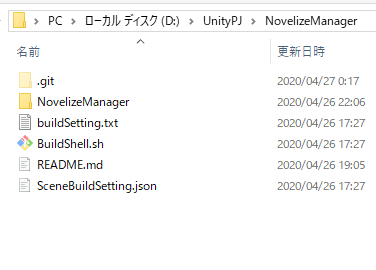 PC > ローカル ディスク (D:) > UnityPJ > NovelizeManager
名前 更新日時
.git 2020/04/27 0:17
NovelizeManager 2020/04/26 22:06
buildSetting.txt 2020/04/26 17:27
BuildShell.sh 2020/04/26 17:27
README.md 2020/04/26 19:05
SceneBuildSetting.json 2020/04/26 17:27